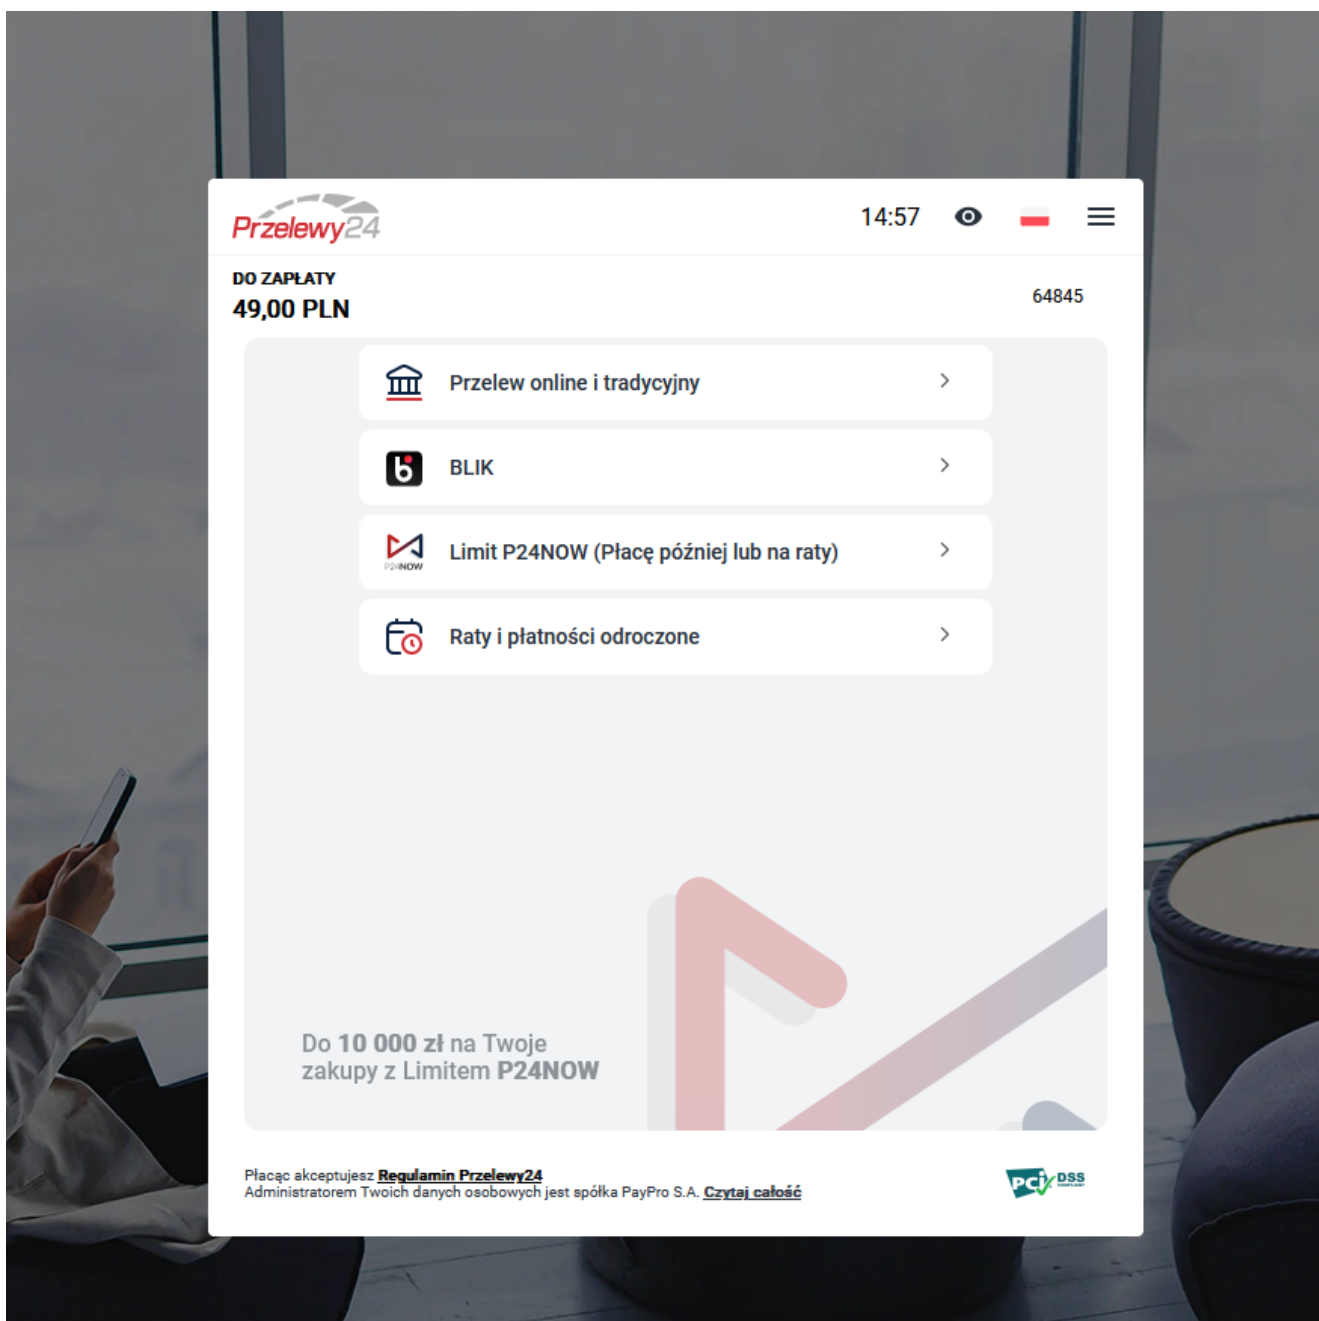 Przelewy24
14:57
DO ZAPŁATY
49,00 PLN
64845
Przelew online i tradycyjny
BLIK
P24NOW
Limit P24NOW (Płacę później lub na raty)
Raty i płatności odroczone
Do 10 000 zł na Twoje
zakupy z Limitem P24NOW
Płacąc akceptujesz Regulamin Przelewy24
Administratorem Twoich danych osobowych jest spółka PayPro S.A. Czytaj całość
PCI DSS